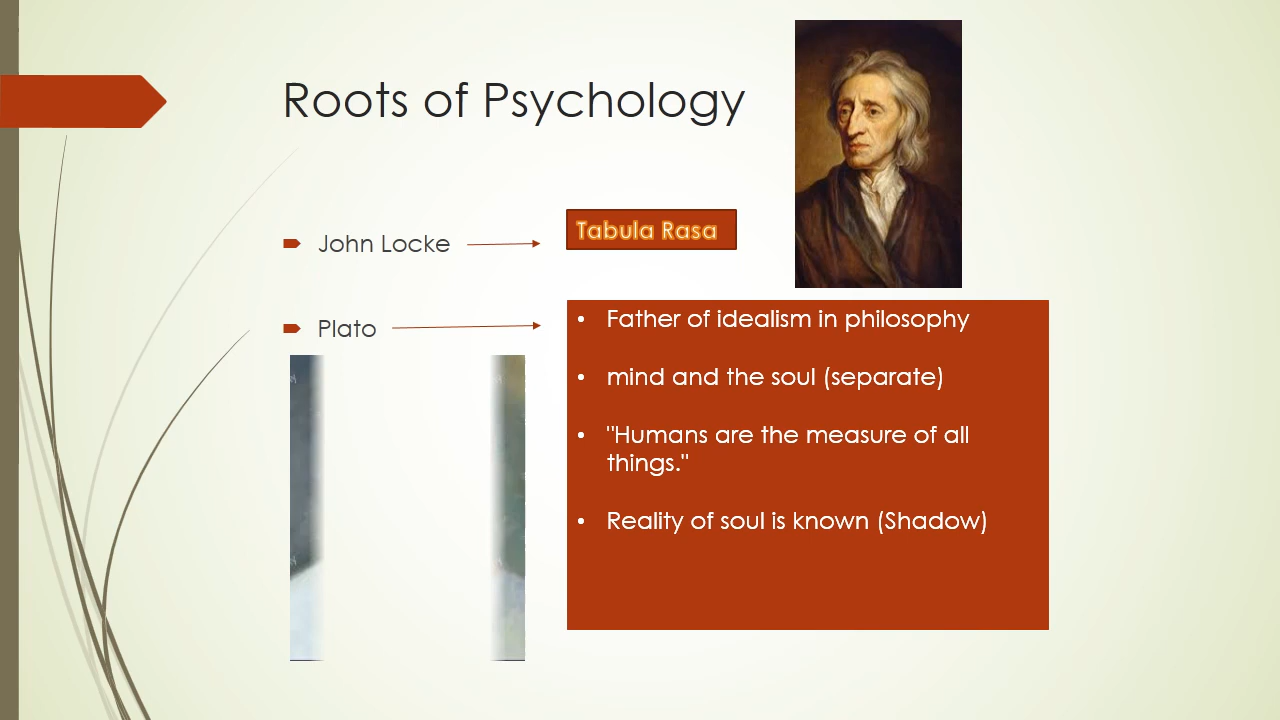 Roots of Psychology
John Locke
Tabula Rasa
Plato
• Father of idealism in philosophy
• mind and the soul (separate)
• "Humans are the measure of all
things."
• Reality of soul is known (Shadow)